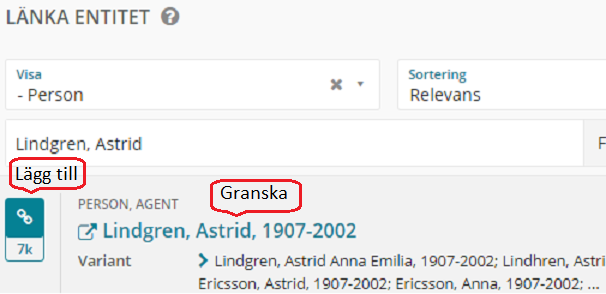 LÄNKA ENTITET ?
Visa
- Person
Sortering
Relevans
Lindgren, Astrid
F
Lägg till
Granska
PERSON, AGENT
Lindgren, Astrid, 1907-2002
7k
Variant
Lindgren, Astrid Anna Emilia, 1907-2002; Lindhren, Astri
Ericsson, Astrid, 1907-2002; Ericsson, Anna, 1907-2002; ...